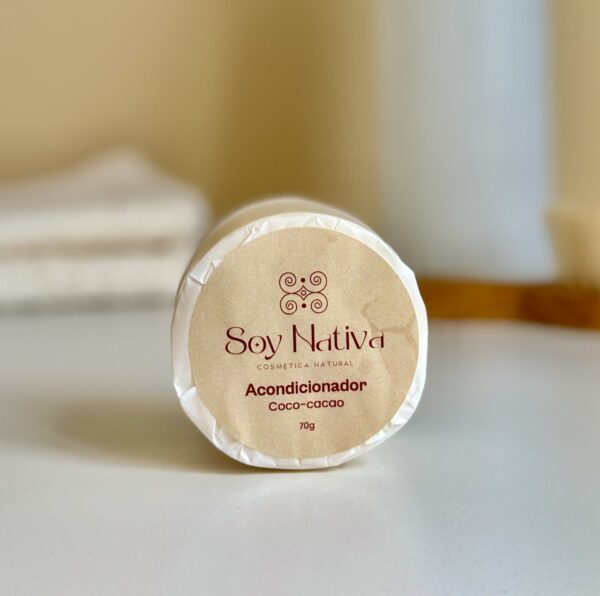 Soy Nativa
COSMETICA NATURAL
Acondicionador
Coco-cacao
70g